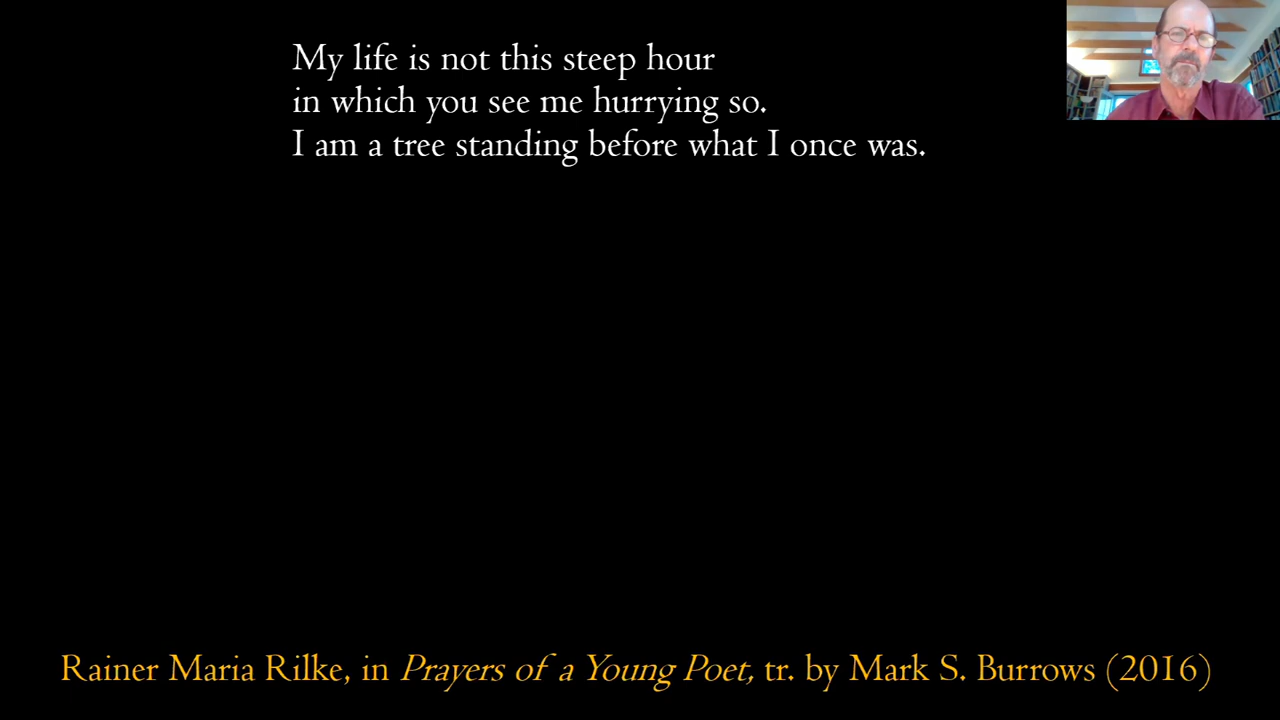 My life is not this steep hour
in which you see me hurrying so.
I am a tree standing before what I once was.
Rainer Maria Rilke, in Prayers of a Young Poet, tr. by Mark S. Burrows (2016)